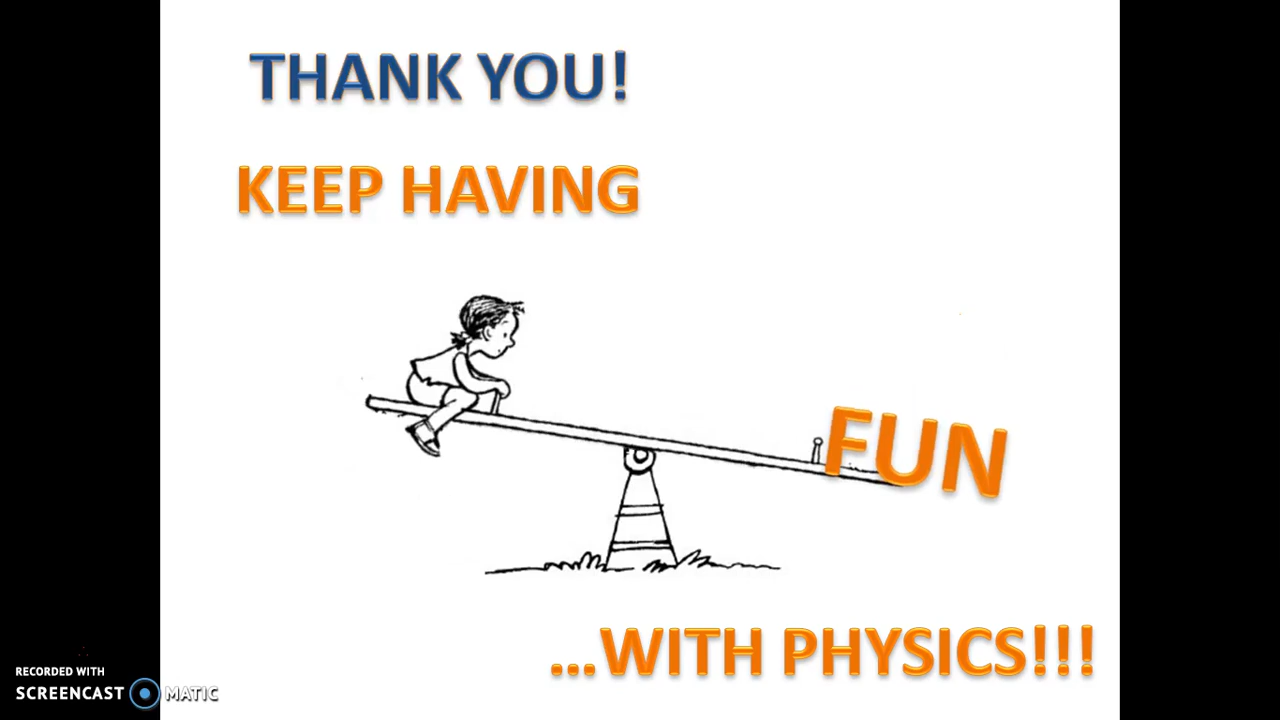 THANK YOU!
KEEP HAVING
FUN
...WITH PHYSICS!!!
RECORDED WITH
SCREENCAST MATIC